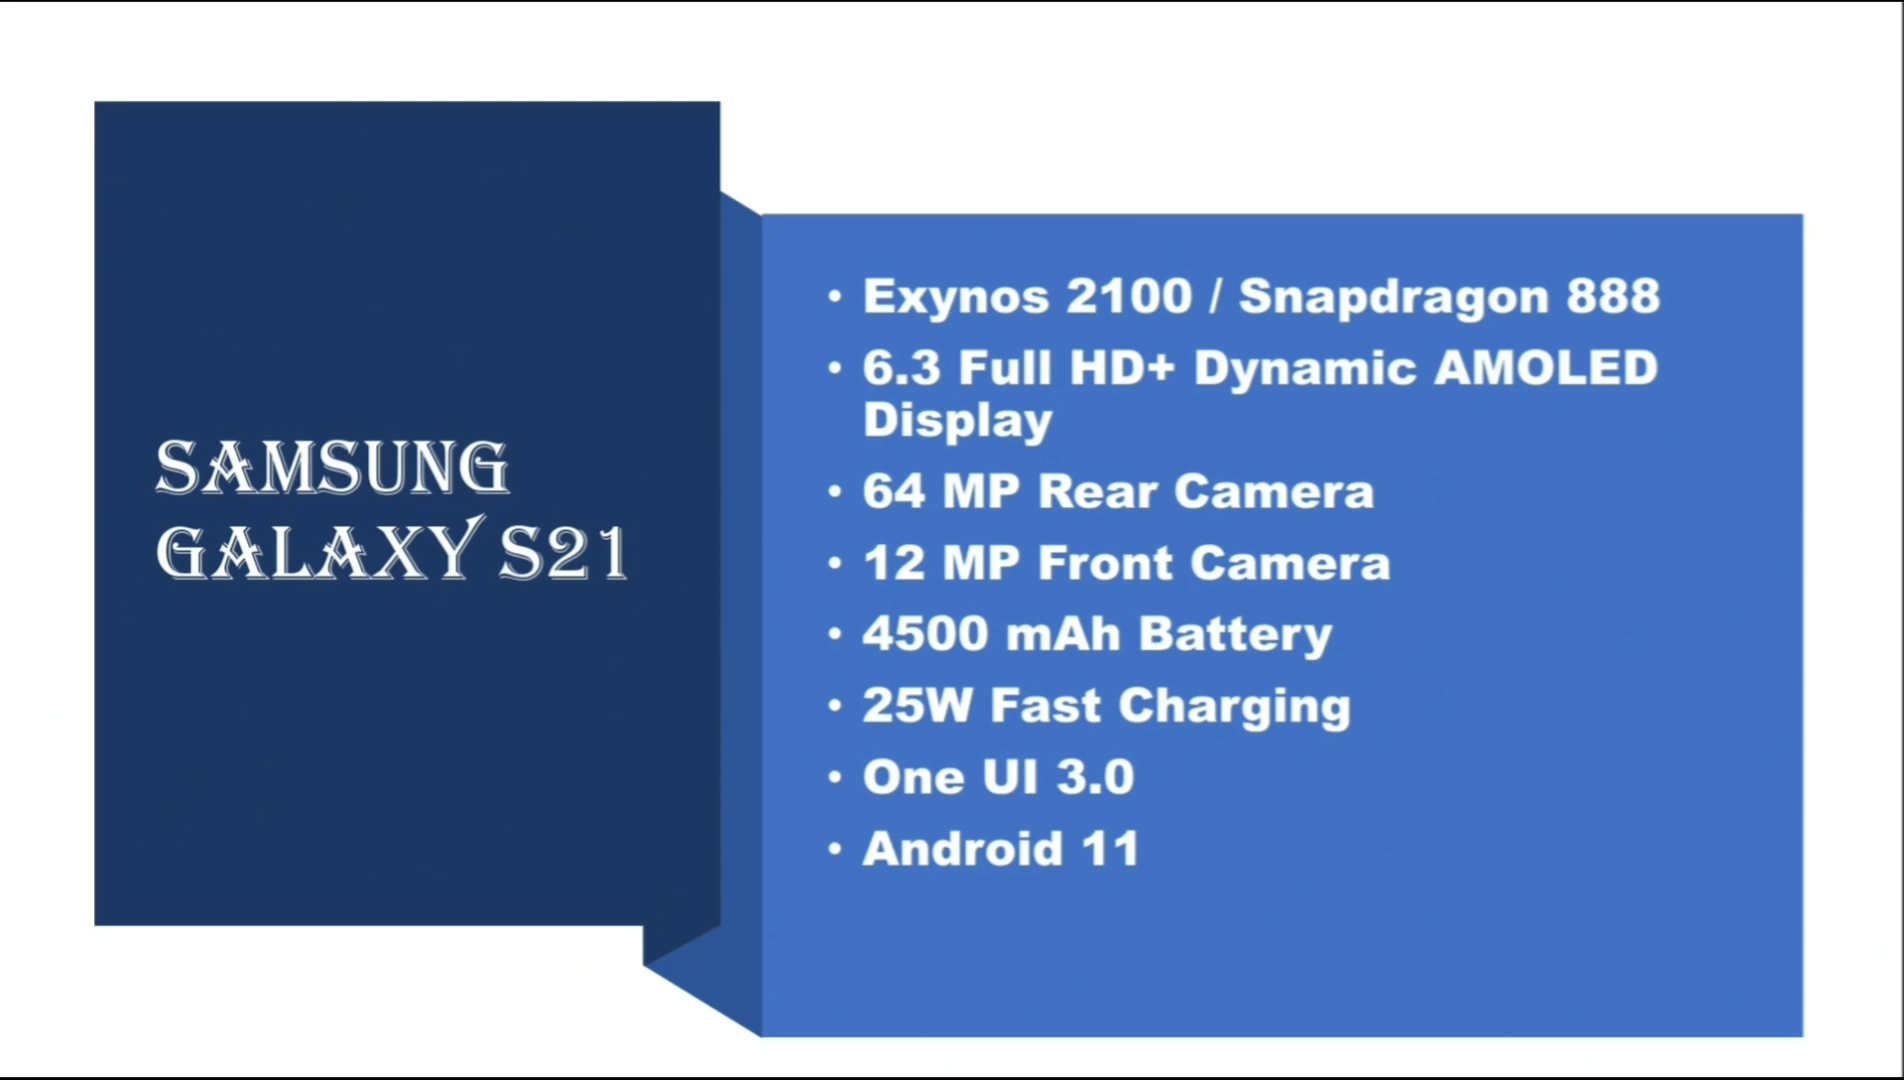 SAMSUNG
GALAXY S21
• Exynos 2100 / Snapdragon 888
• 6.3 Full HD+ Dynamic AMOLED
Display
• 64 MP Rear Camera
• 12 MP Front Camera
• 4500 mAh Battery
• 25W Fast Charging
• One UI 3.0
• Android 11